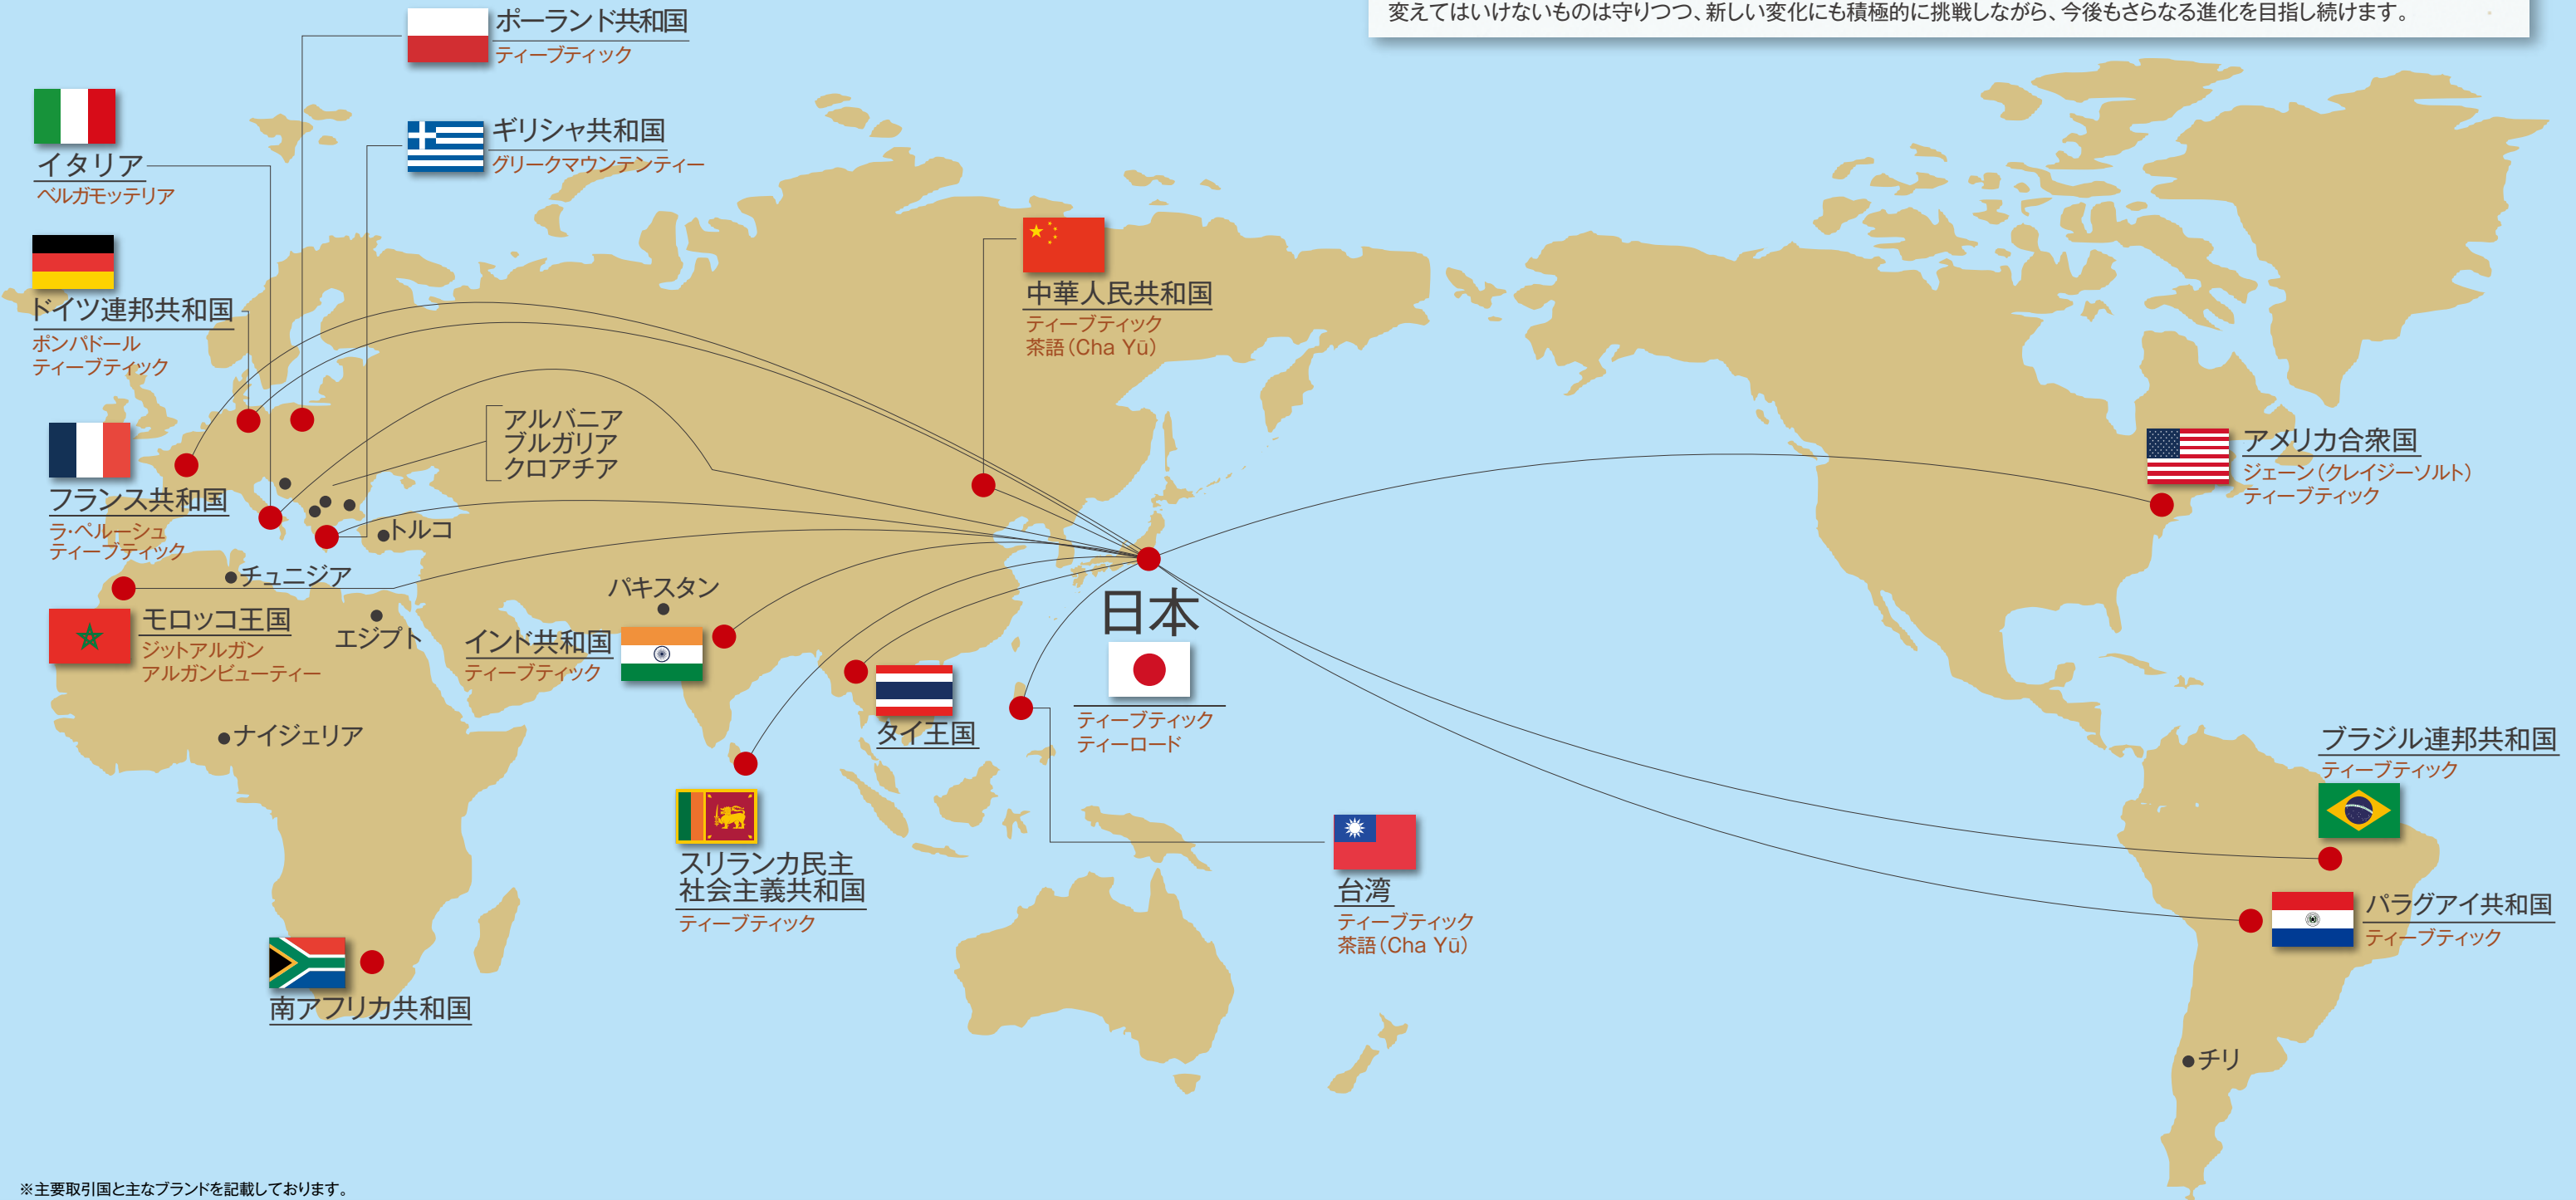 変えてはいけないものは守りつつ、新しい変化にも積極的に挑戦しながら、今後もさらなる進化を目指し続けます。
ポーランド共和国
ティーブティック
ギリシャ共和国
グリークマウンテンティー
イタリア
ベルガモッテリア
ドイツ連邦共和国
ポンパドール
ティーブティック
フランス共和国
ラ・ペルーシュ
ティーブティック
アルバニア
ブルガリア
クロアチア
トルコ
チュニジア
エジプト
モロッコ王国
ジットアルガン
アルガンビューティー
ナイジェリア
南アフリカ共和国
パキスタン
インド共和国
ティーブティック
スリランカ民主
社会主義共和国
ティーブティック
タイ王国
中華人民共和国
ティーブティック
茶語(Cha Yū)
日本
ティーブティック
ティーロード
台湾
ティーブティック
茶語(Cha Yū)
アメリカ合衆国
ジェーン(クレイジーソルト)
ティーブティック
ブラジル連邦共和国
ティーブティック
パラグアイ共和国
ティーブティック
チリ
※主要取引国と主なブランドを記載しております。